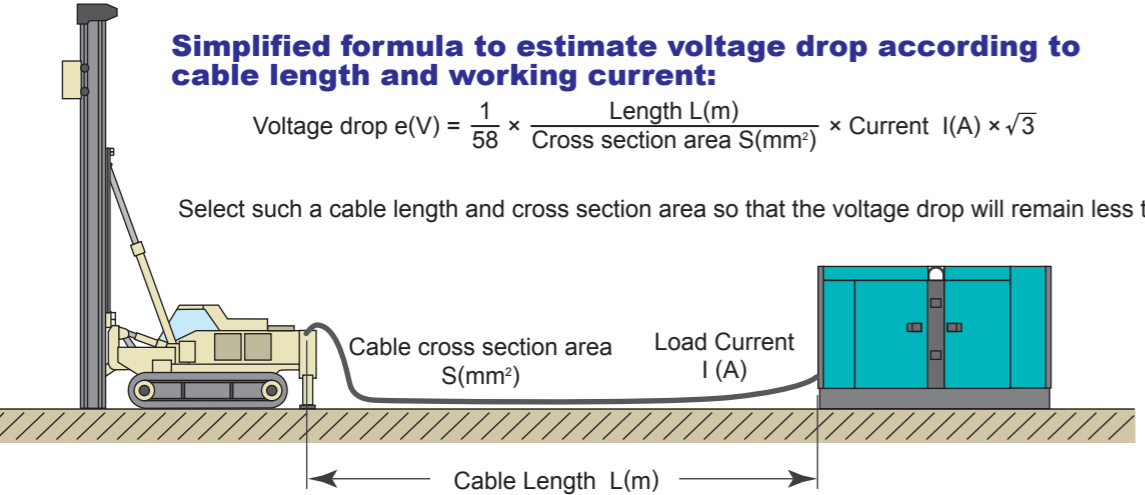 Simplified formula to estimate voltage drop according to
cable length and working current:
Voltage drop e(V) = 1/58 × Length L(m)/Cross section area S(mm²) × Current I(A) × √3
Select such a cable length and cross section area so that the voltage drop will remain less
Cable cross section area
S(mm²)
Load Current
I (A)
Cable Length L(m)